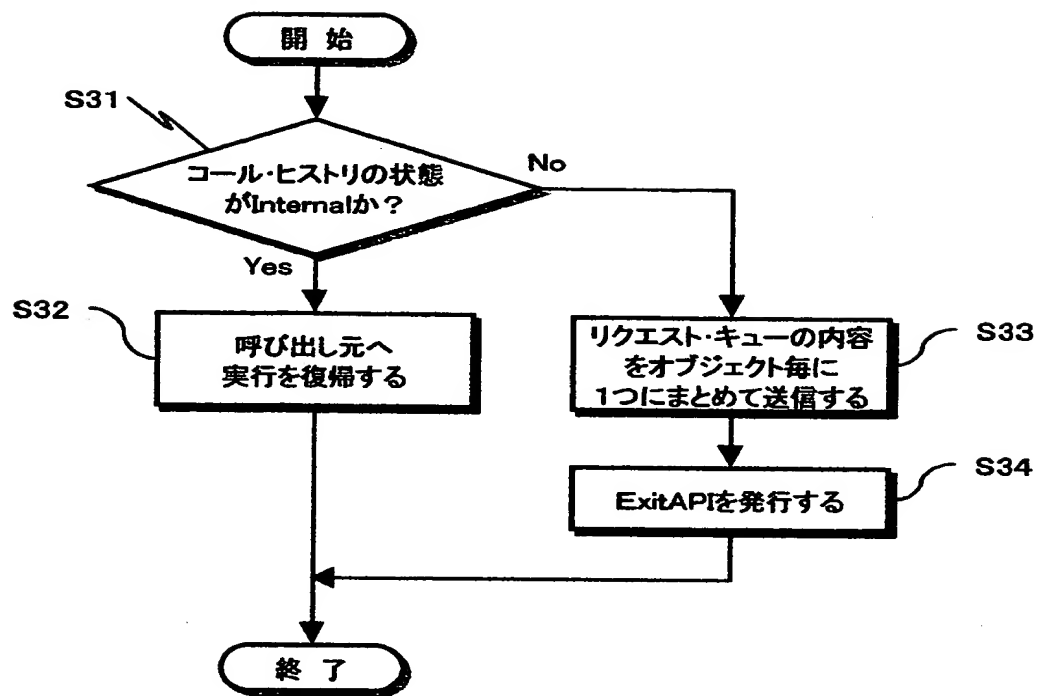 開 始
S31
コール・ヒストリの状態
がInternalか?
No
Yes
S32
呼び出し元へ
実行を復帰する
リクエスト・キューの内容
をオブジェクト毎に
1つにまとめて送信する
S33
ExitAPIを発行する
S34
終 了